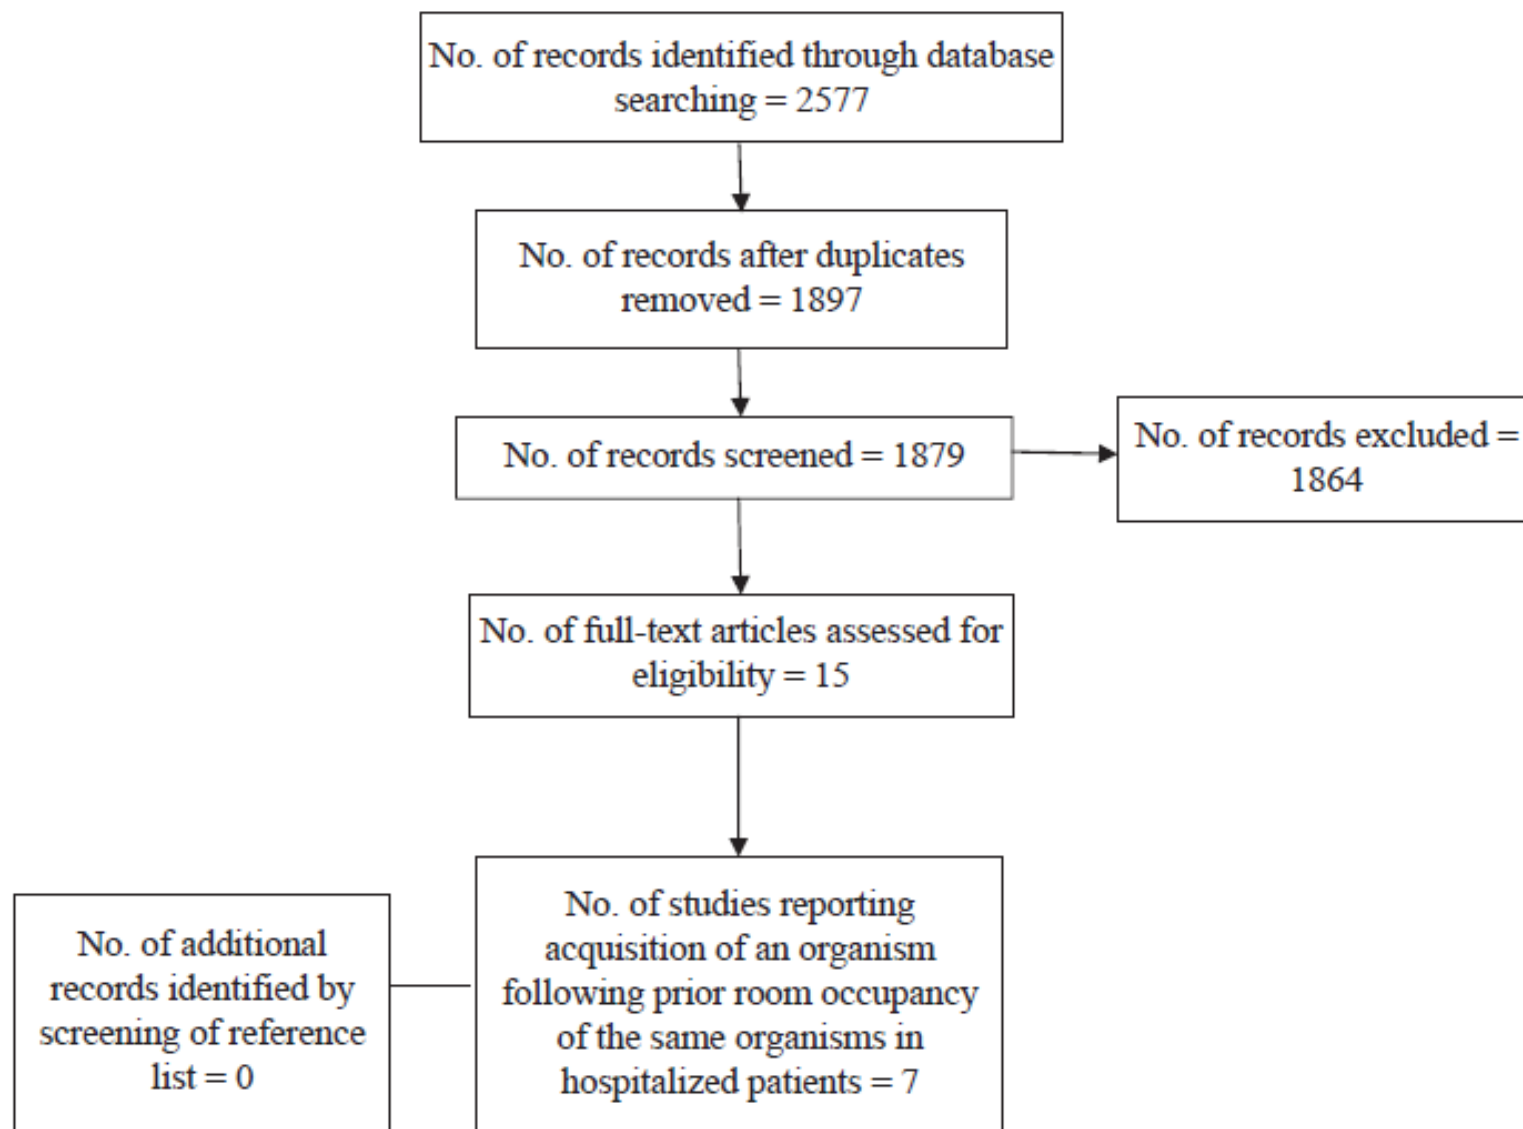 No. of records identified through database
searching = 2577
No. of records after duplicates
removed = 1897
No. of records screened = 1879
No. of records excluded =
1864
No. of full-text articles assessed for
eligibility = 15
No. of additional
records identified by
screening of reference
list = 0
No. of studies reporting
acquisition of an organism
following prior room occupancy
of the same organisms in
hospitalized patients = 7